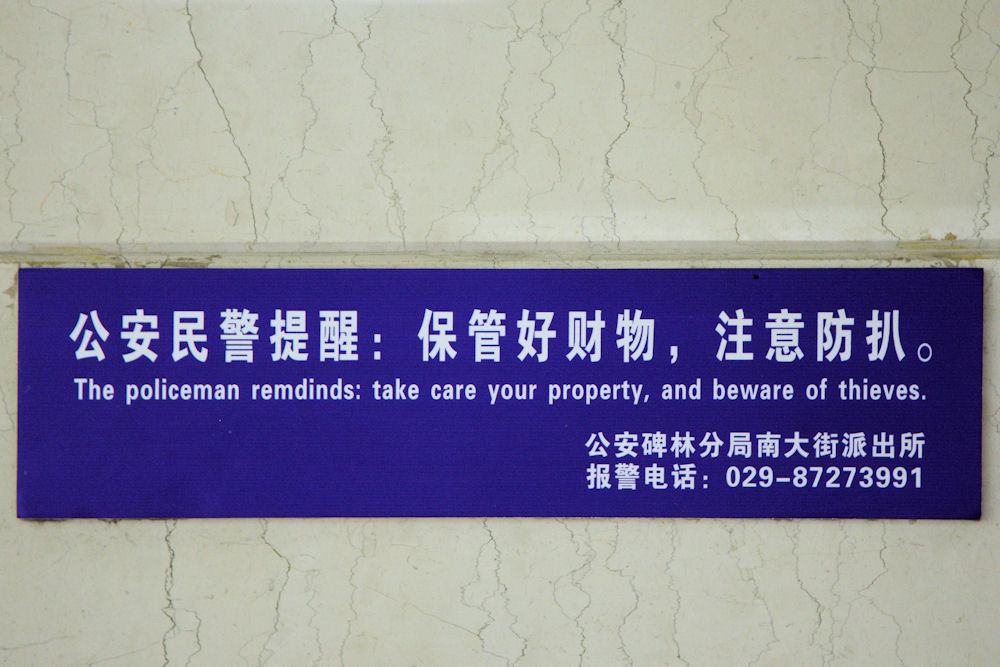 公安民警提醒：保管好财物，注意防扒。
The policeman remdinds: take care your property, and beware of thieves.
公安碑林分局南大街派出所
报警电话：029-87273991